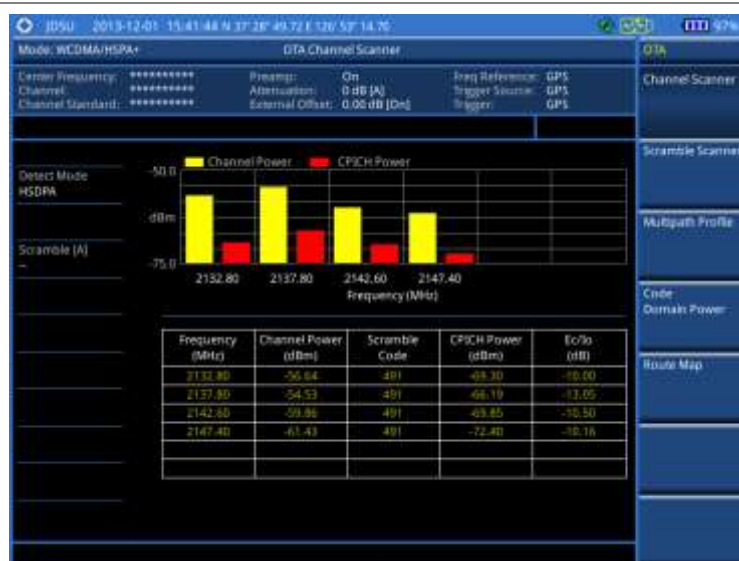 JDSU 2013-12-01 15:41:44 N 37° 28' 49.72 E 126° 53' 14.76 97%
Mode: WCDMA/HSPA+ OTA Channel Scanner OTA
Center Frequency: ********** Preamp: On Freq Reference: GPS
Channel: ********** Attenuation: 0 dB [A] Trigger Source: GPS
Channel Standard: ********** External Offset: 0.00 dB [On] Trigger: GPS
Channel Scanner
Scramble Scanner
Multipath Profile
Code
Domain Power
Route Map
Detect Mode
HSDPA
Scramble [A]
--
Channel Power CPICH Power
-50.0
dBm
-75.0
2132.80 2137.80 2142.60 2147.40
Frequency (MHz)
Frequency (MHz) Channel Power (dBm) Scramble Code CPICH Power (dBm) Ec/Io (dB)
2132.80 -56.64 491 -69.30 -10.00
2137.80 -54.53 491 -66.19 -13.05
2142.60 -59.86 491 -69.85 -10.50
2147.40 -61.43 491 -72.40 -10.16